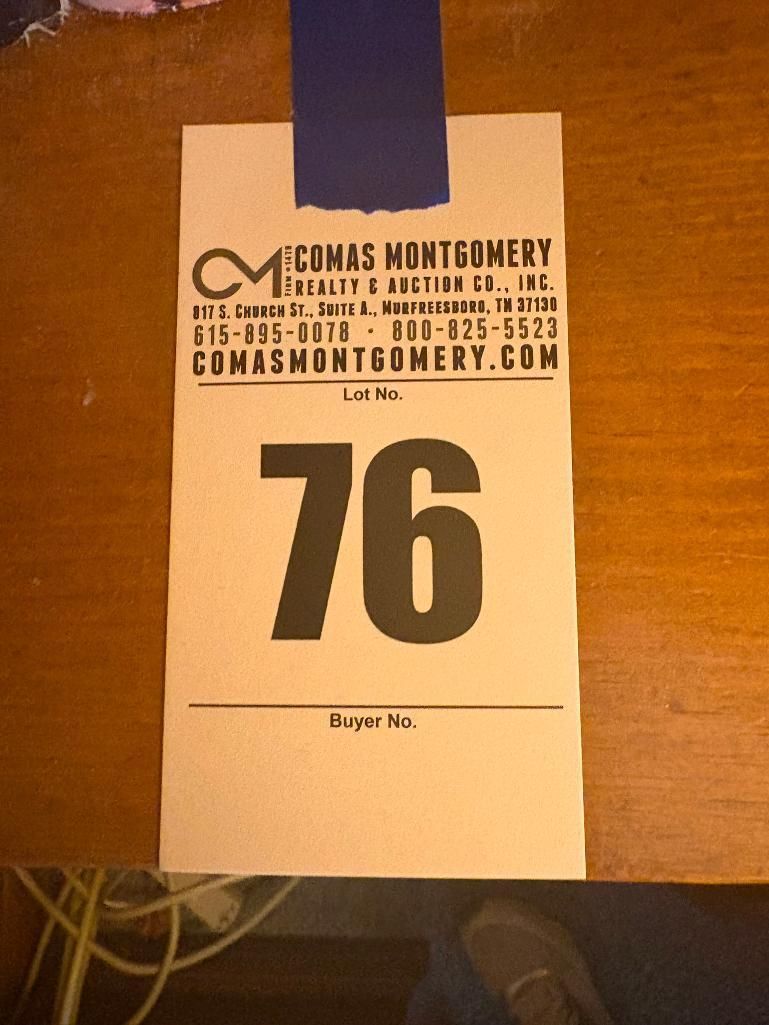 CM FIRM #1479 COMAS MONTGOMERY
REALTY & AUCTION CO., INC.
817 S. CHURCH ST., SUITE A., MURFREESBORO, TN 37130
615-895-0078 · 800-825-5523
COMASMONTGOMERY.COM
Lot No.
76
Buyer No.